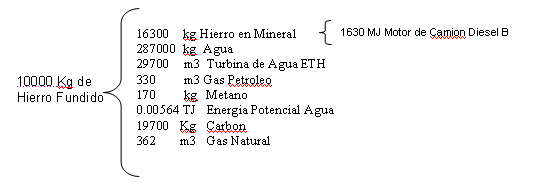 10000 Kg de
Hierro Fundido
16300 kg Hierro en Mineral
287000 kg Agua
29700 m3 Turbina de Agua ETH
330 m3 Gas Petroleo
170 kg Metano
0.00564 TJ Energia Potencial Agua
19700 Kg Carbon
362 m3 Gas Natural
1630 MJ Motor de Camion Diesel B